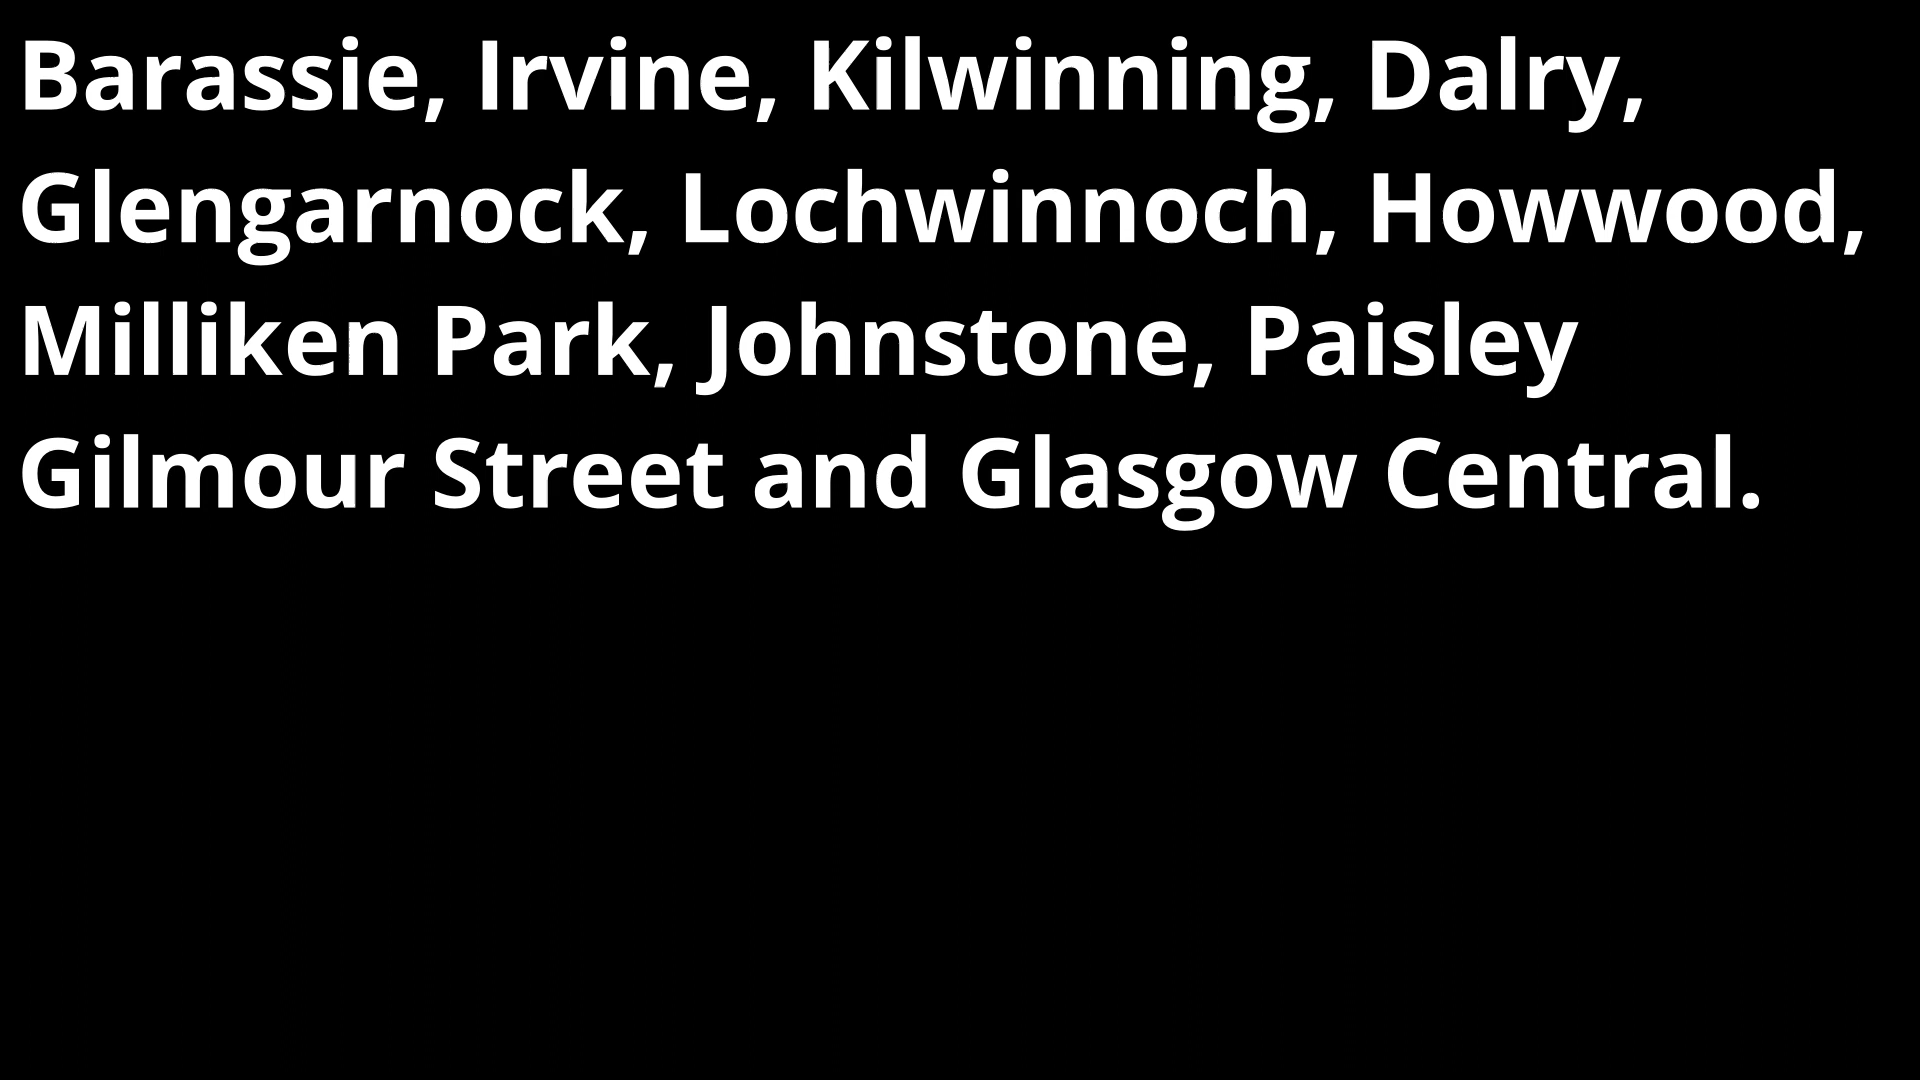 Barassie, Irvine, Kilwinning, Dalry,
Glengarnock, Lochwinnoch, Howwood,
Milliken Park, Johnstone, Paisley
Gilmour Street and Glasgow Central.